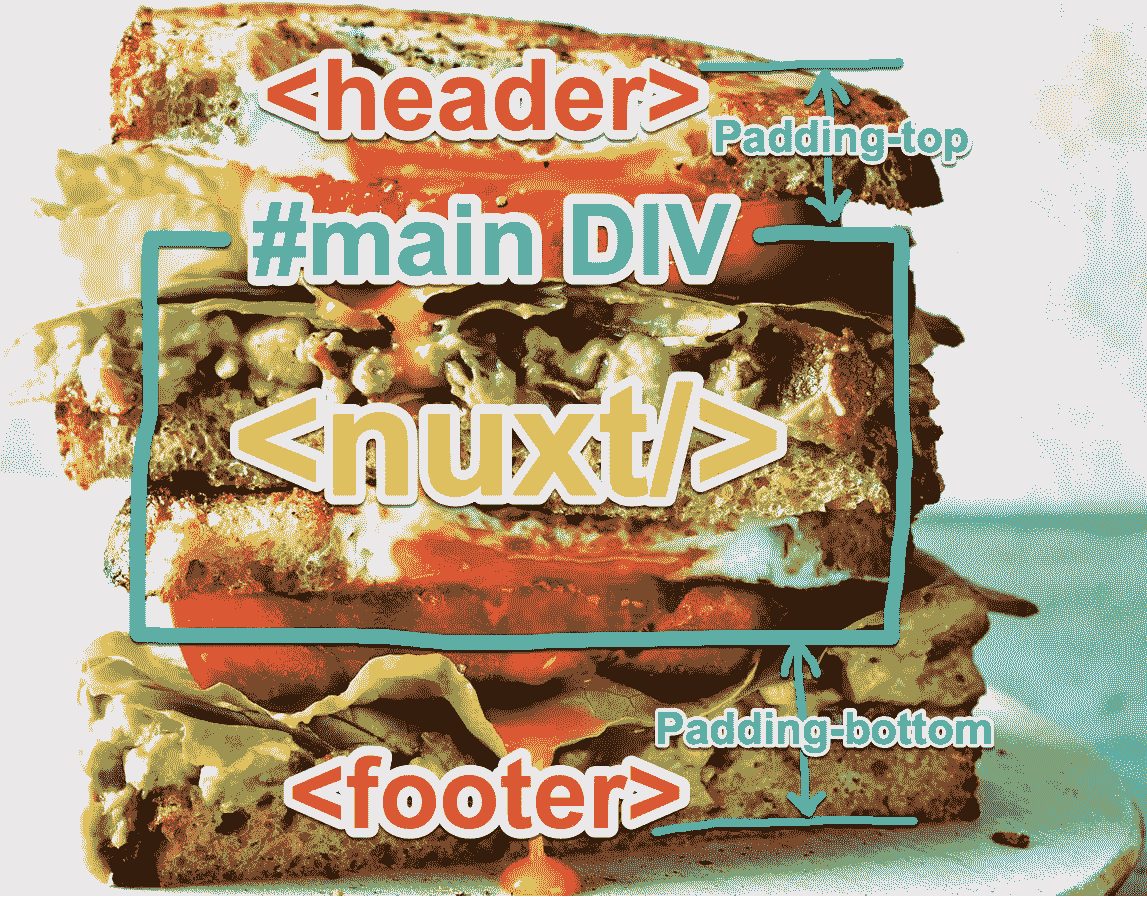 <header>
Padding-top
#main DIV
<nuxt/>
Padding-bottom
<footer>